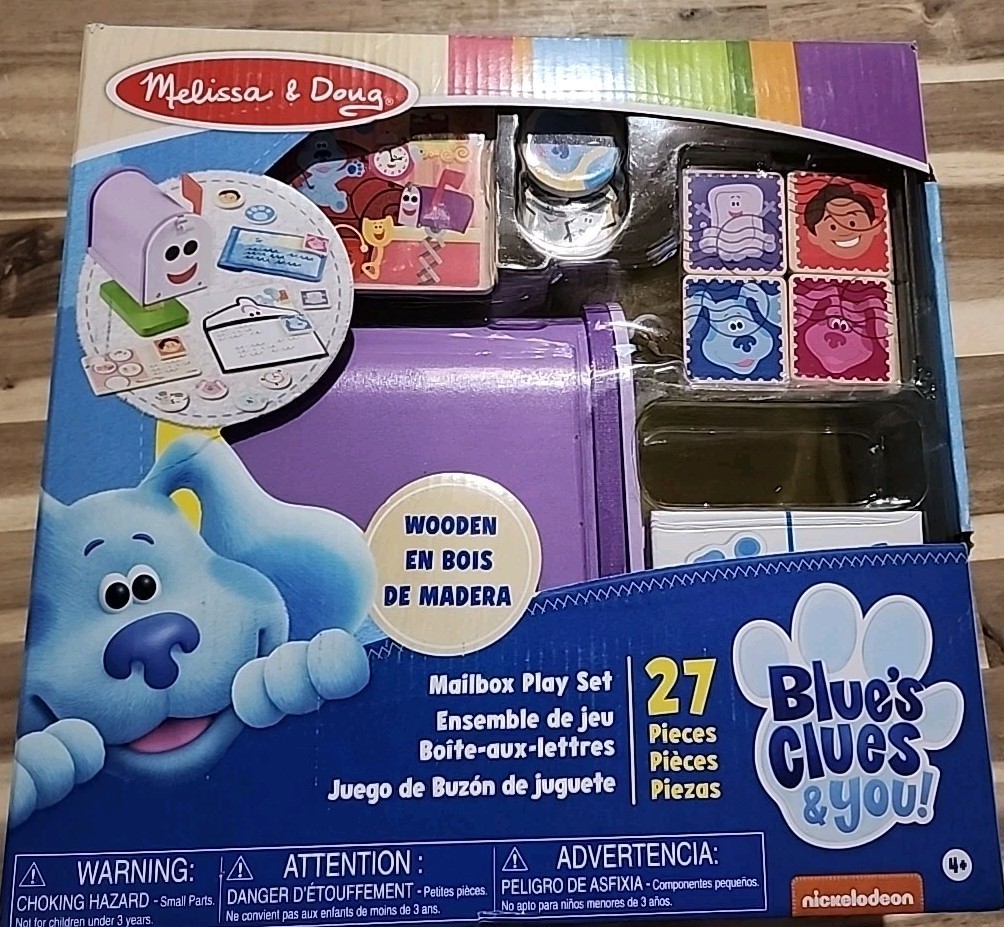 Melissa & Doug®
WOODEN
EN BOIS
DE MADERA
Mailbox Play Set
Ensemble de jeu
Boîte-aux-lettres
Juego de Buzón de juguete
27
Pieces
Pièces
Piezas
Blue's
Clues
& you!
WARNING:
CHOKING HAZARD - Small Parts.
Not for children under 3 years.
ATTENTION :
DANGER D'ÉTOUFFEMENT - Petites pièces.
Ne convient pas aux enfants de moins de 3 ans.
ADVERTENCIA:
PELIGRO DE ASFIXIA - Componentes pequeños.
No apto para niños menores de 3 años.
4+
nickelodeon